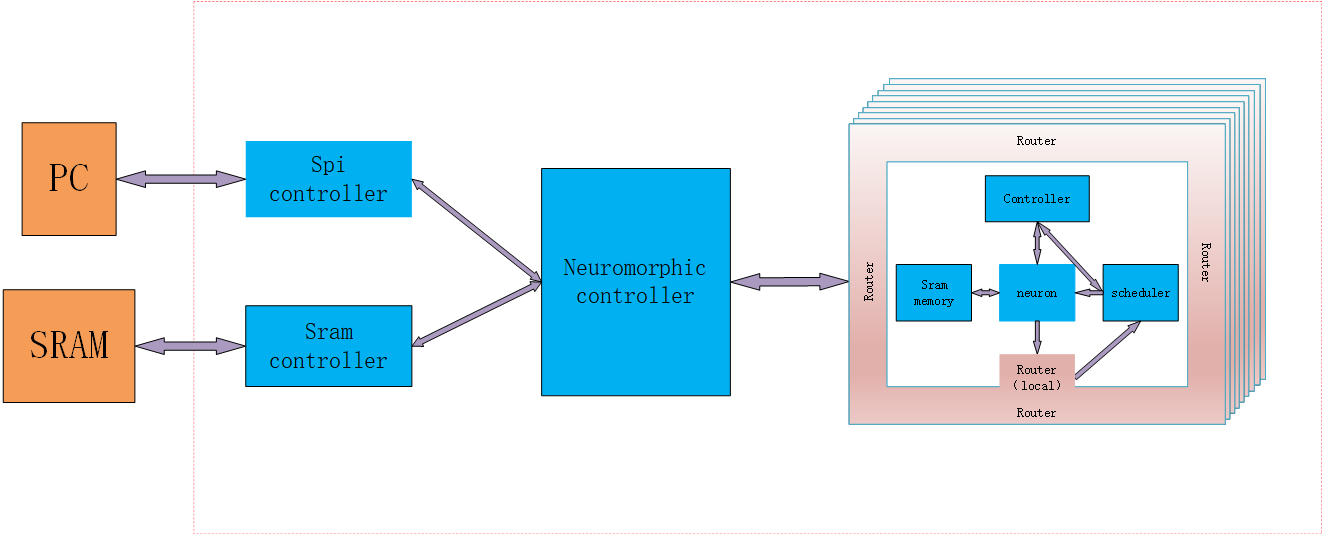 PC
SRAM
Spi
controller
Sram
controller
Neuromorphic
controller
Router
Router
Router
Controller
Sram
memory
neuron
scheduler
Router
(local)
Router